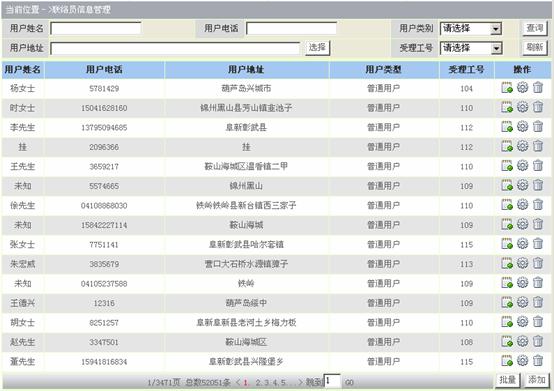 当前位置->联络员信息管理
用户姓名 用户电话 用户类别 请选择 查询
用户地址 选择 受理工号 请选择 刷新
用户姓名 用户电话 用户地址 用户类型 受理工号 操作
杨女士 5781429 葫芦岛兴城市 普通用户 104
时女士 15041628160 锦州黑山县芳山镇奎池子 普通用户 110
李先生 13795094685 阜新彰武县 普通用户 112
挂 2096366 挂 普通用户 112
王先生 3659217 鞍山海城区温香镇二甲 普通用户 110
未知 5574665 锦州黑山 普通用户 109
徐先生 04108868030 铁岭铁岭县新台镇西三家子 普通用户 110
未知 15842227114 鞍山海城 普通用户 109
张女士 7751141 阜新彰武县哈尔套镇 普通用户 115
朱宏威 3835679 营口大石桥水源镇獐子 普通用户 113
未知 04105237588 铁岭 普通用户 109
王德兴 12316 葫芦岛绥中 普通用户 109
胡女士 8251257 阜新阜新县老河土乡梅力板 普通用户 110
赵先生 3347501 鞍山海城区 普通用户 108
董先生 15941816834 阜新彰武县兴隆堡乡 普通用户 115
1/3471页 总数52051条 < 1. 2. 3. 4. 5...> 跳到 1 GO 批量 添加